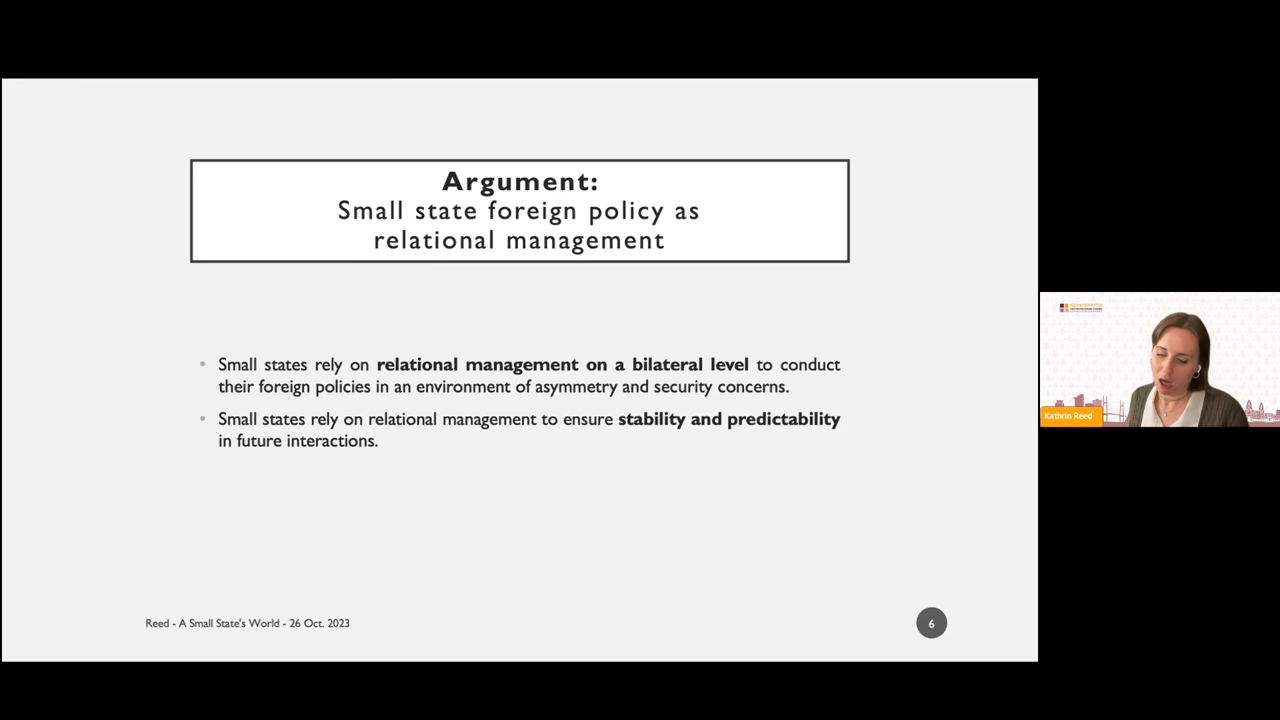 Argument:
Small state foreign policy as
relational management
• Small states rely on relational management on a bilateral level to conduct
their foreign policies in an environment of asymmetry and security concerns.
• Small states rely on relational management to ensure stability and predictability
in future interactions.
Reed - A Small State's World - 26 Oct. 2023
6
Kathrin Reed